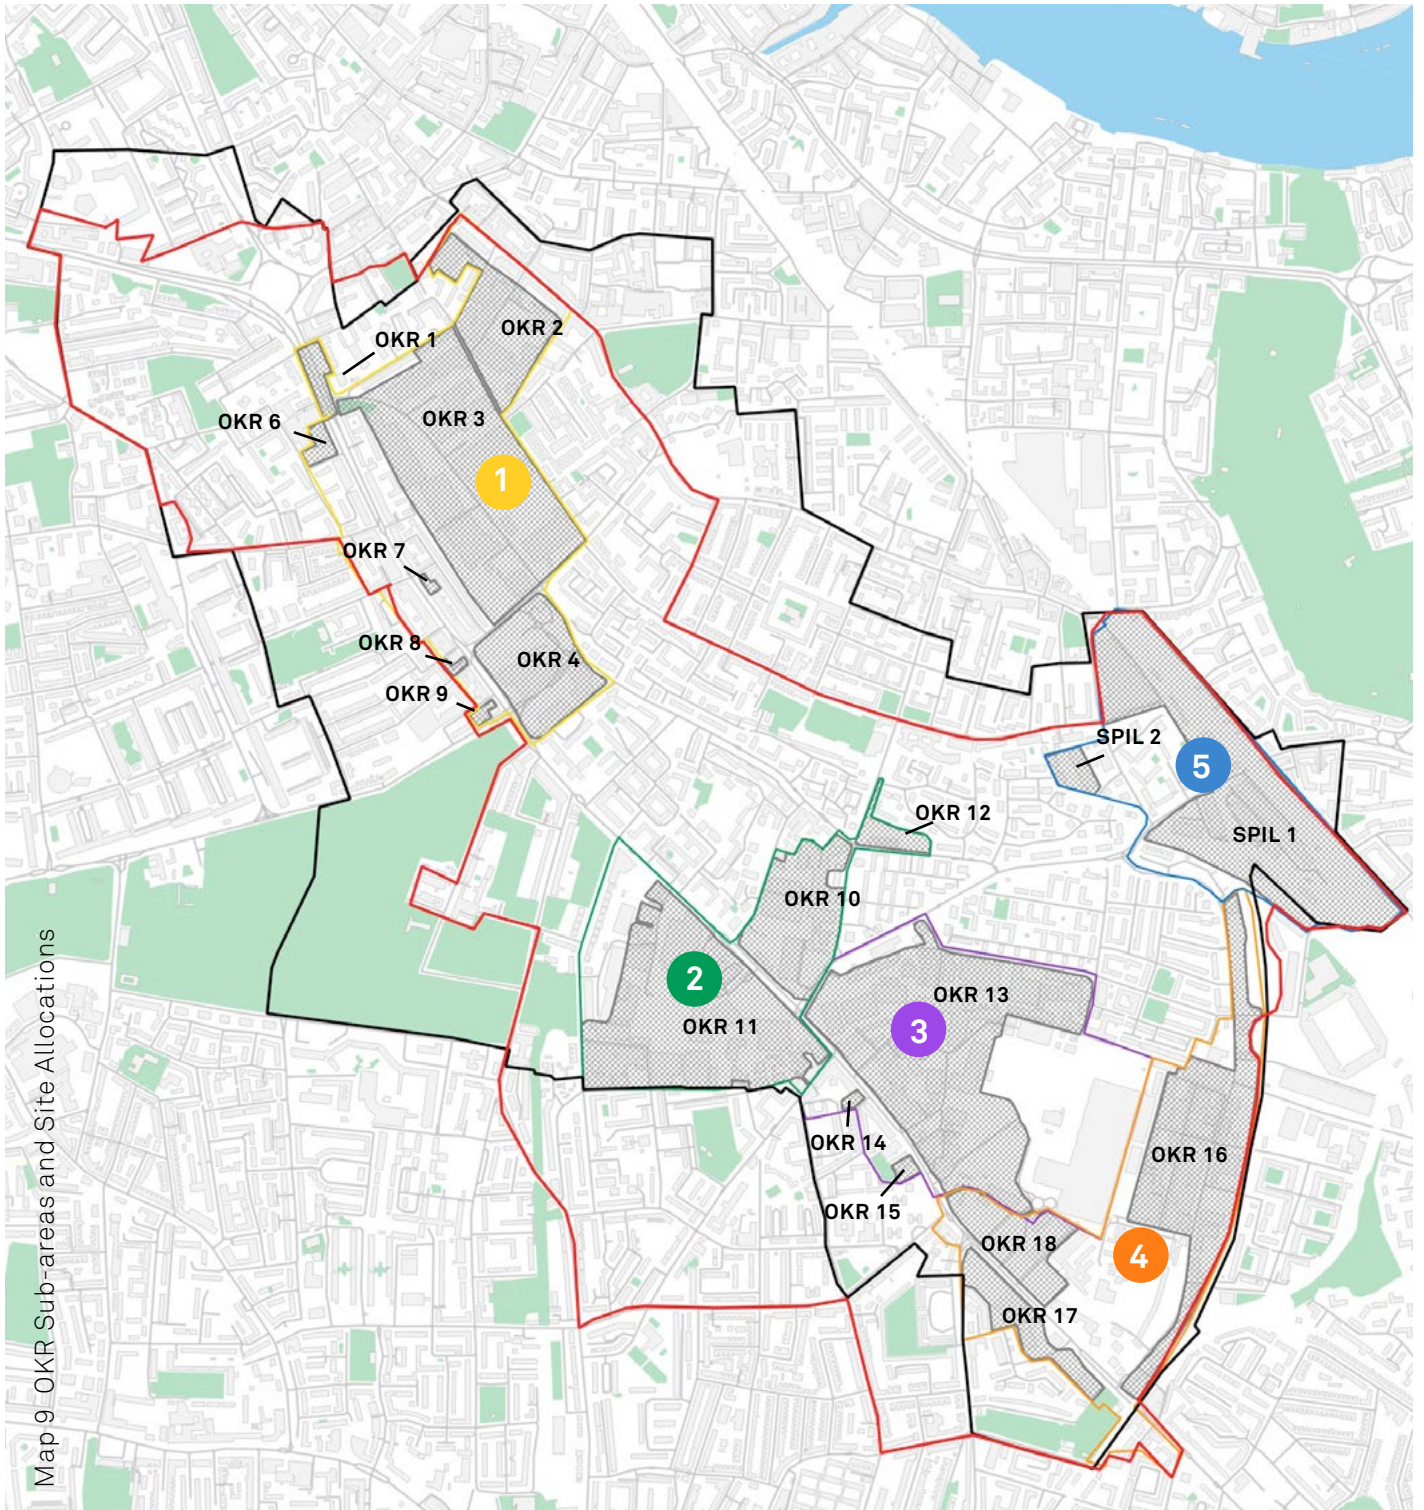 OKR 2
OKR 1
OKR 3
OKR 6
1
OKR 7
OKR 8
OKR 4
OKR 9
SPIL 2
5
OKR 12
SPIL 1
OKR 10
2
OKR 13
OKR 11
3
OKR 14
OKR 16
OKR 15
OKR 18
4
OKR 17
Map 9 OKR Sub-areas and Site Allocations